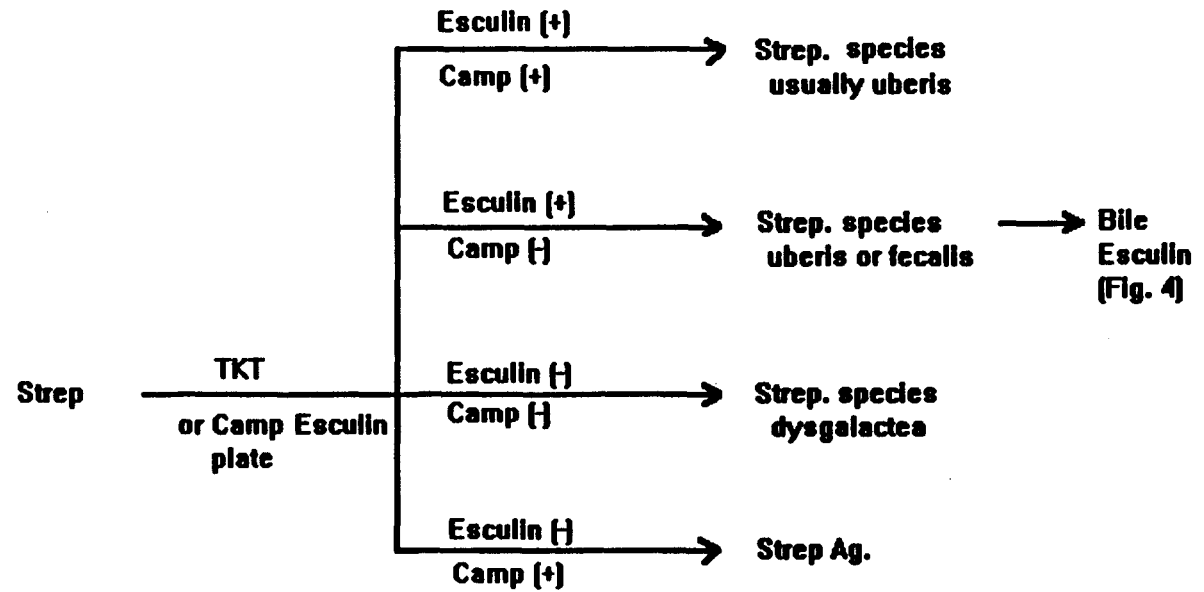 Esculin (+)
Camp (+)
Strep. species
usually uberis
Esculin (+)
Camp (-)
Strep. species
uberis or fecalis
Bile
Esculin
(Fig. 4)
Strep
TKT
or Camp Esculin
plate
Esculin (-)
Camp (-)
Strep. species
dysgalactea
Esculin (-)
Camp (+)
Strep Ag.